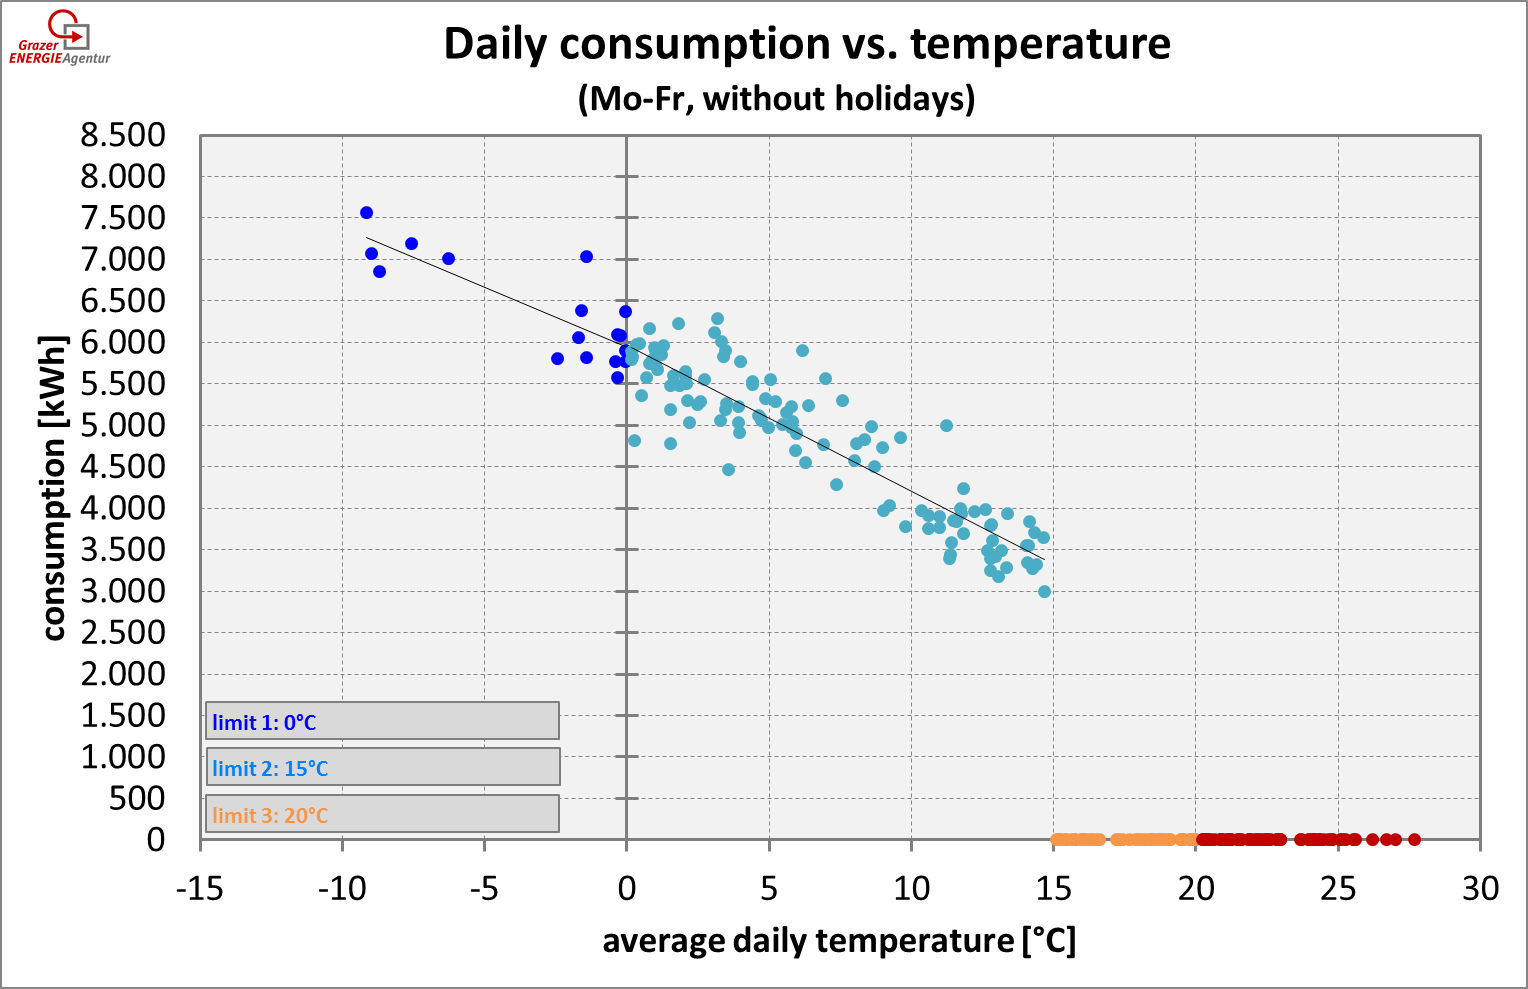 Grazer
ENERGIEAgentur
Daily consumption vs. temperature
(Mo-Fr, without holidays)
consumption [kWh]
8.500
8.000
7.500
7.000
6.500
6.000
5.500
5.000
4.500
4.000
3.500
3.000
2.500
2.000
1.500
1.000
500
0
limit 1: 0°C
limit 2: 15°C
limit 3: 20°C
-15 -10 -5 0 5 10 15 20 25 30
average daily temperature [°C]